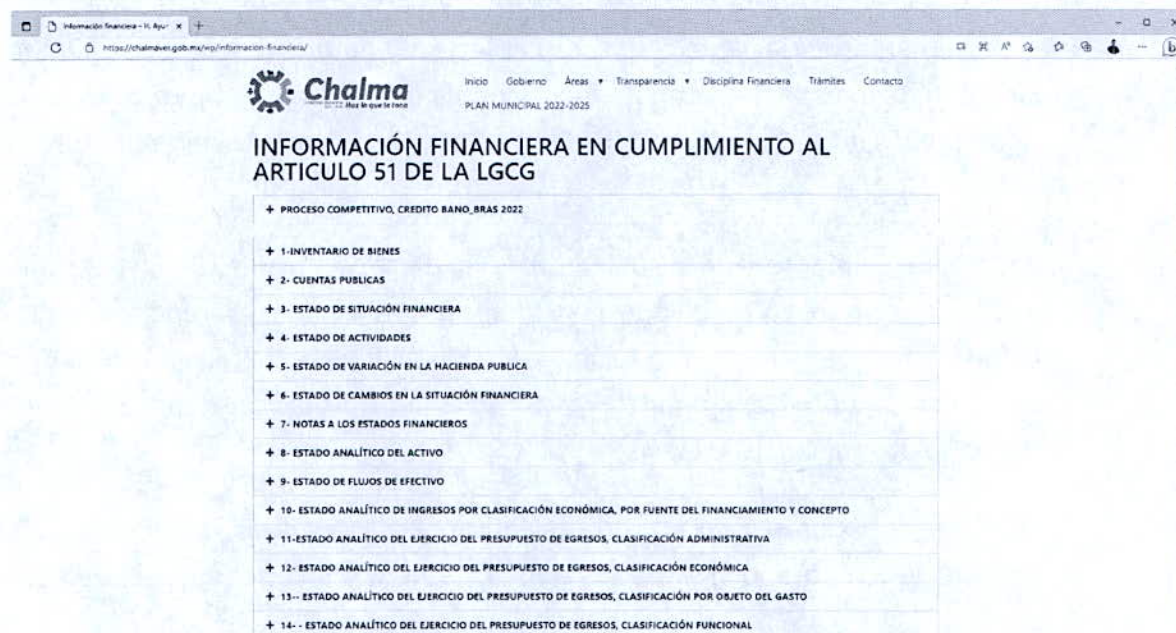 Información financiera – H. Ayu
https://chalmaver.gob.mx/wp/informacion-financiera/
Chalma
Haz lo que te toca
Inicio Gobierno Áreas Transparencia Disciplina Financiera Trámites Contacto
PLAN MUNICIPAL 2022-2025
INFORMACIÓN FINANCIERA EN CUMPLIMIENTO AL
ARTICULO 51 DE LA LGCG
+ PROCESO COMPETITIVO, CREDITO BANO_BRAS 2022
+ 1-INVENTARIO DE BIENES
+ 2- CUENTAS PUBLICAS
+ 3- ESTADO DE SITUACIÓN FINANCIERA
+ 4- ESTADO DE ACTIVIDADES
+ 5- ESTADO DE VARIACIÓN EN LA HACIENDA PUBLICA
+ 6- ESTADO DE CAMBIOS EN LA SITUACIÓN FINANCIERA
+ 7- NOTAS A LOS ESTADOS FINANCIEROS
+ 8- ESTADO ANALÍTICO DEL ACTIVO
+ 9- ESTADO DE FLUJOS DE EFECTIVO
+ 10- ESTADO ANALÍTICO DE INGRESOS POR CLASIFICACIÓN ECONÓMICA, POR FUENTE DEL FINANCIAMIENTO Y CONCEPTO
+ 11-ESTADO ANALÍTICO DEL EJERCICIO DEL PRESUPUESTO DE EGRESOS, CLASIFICACIÓN ADMINISTRATIVA
+ 12- ESTADO ANALÍTICO DEL EJERCICIO DEL PRESUPUESTO DE EGRESOS, CLASIFICACIÓN ECONÓMICA
+ 13-- ESTADO ANALÍTICO DEL EJERCICIO DEL PRESUPUESTO DE EGRESOS, CLASIFICACIÓN POR OBJETO DEL GASTO
+ 14- - ESTADO ANALÍTICO DEL EJERCICIO DEL PRESUPUESTO DE EGRESOS, CLASIFICACIÓN FUNCIONAL